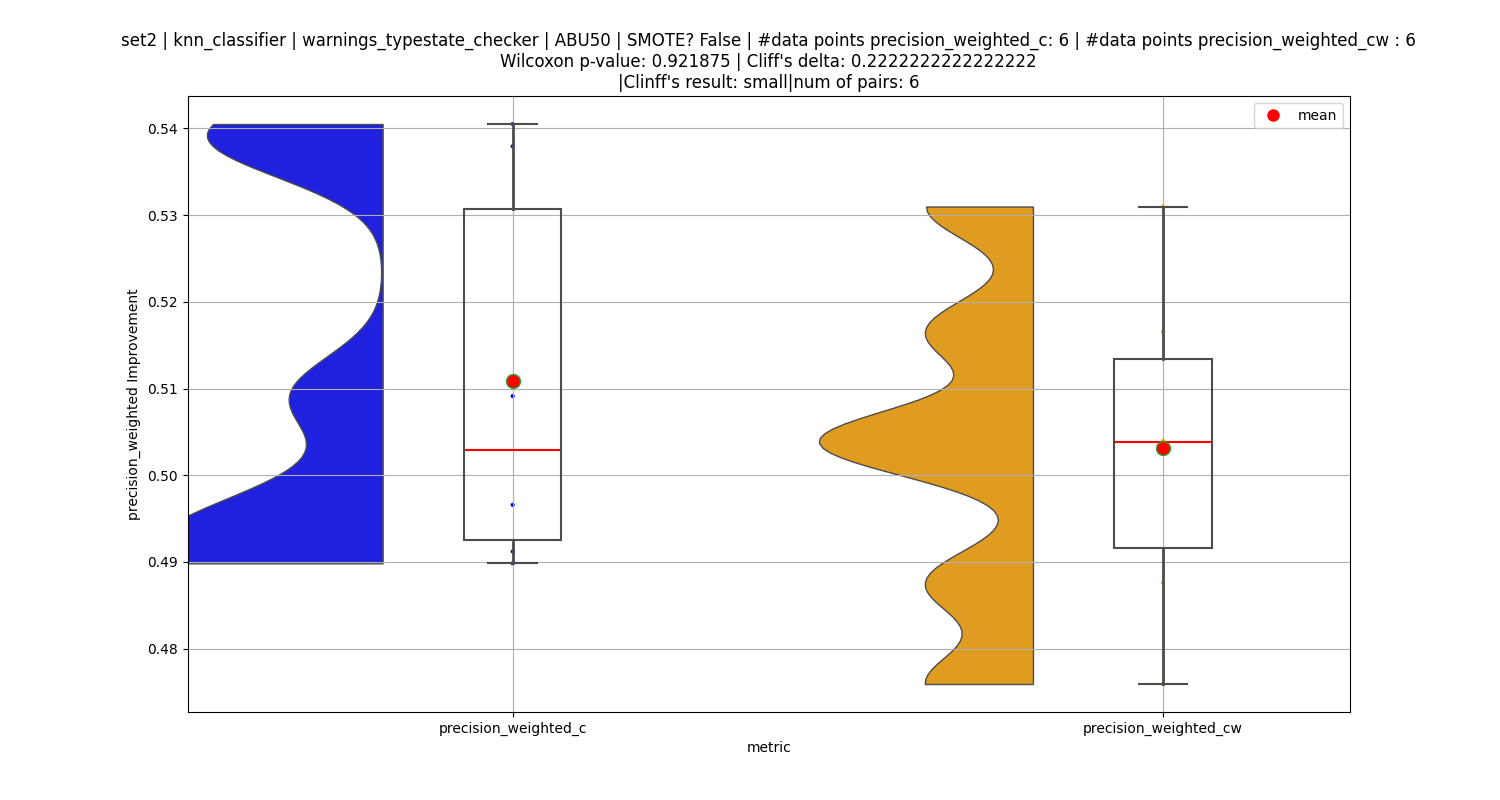 set2 | knn_classifier | warnings_typestate_checker | ABU50 | SMOTE? False | #data points precision_weighted_c: 6 | #data points precision_weighted_cw : 6
Wilcoxon p-value: 0.921875 | Cliff's delta: 0.2222222222222222
|Clinff's result: small|num of pairs: 6
mean
0.54
0.53
0.52
0.51
0.50
0.49
0.48
precision_weighted Improvement
precision_weighted_c
precision_weighted_cw
metric